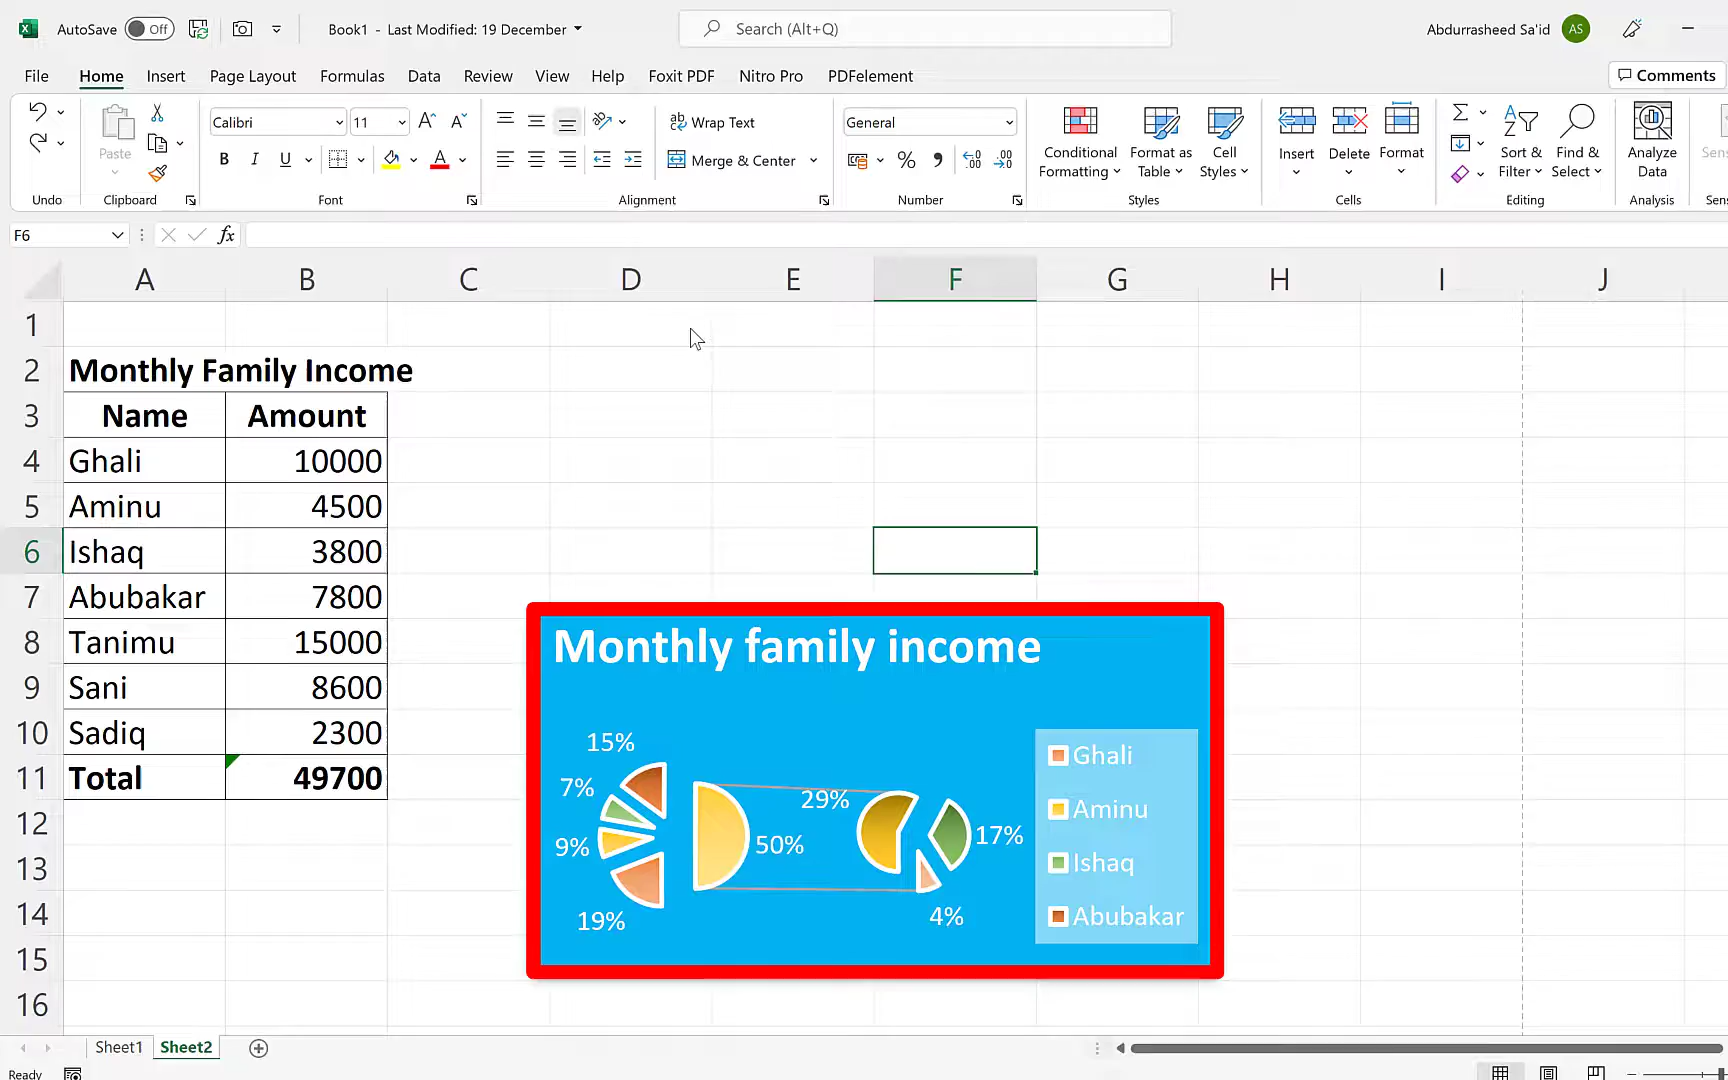 AutoSave Off Book1 - Last Modified: 19 December Search (Alt+Q) Abdurrasheed Sa'id AS
File Home Insert Page Layout Formulas Data Review View Help Foxit PDF Nitro Pro PDFelement Comments
Paste
Calibri 11
B I U A
ab Wrap Text
Merge & Center
General
Conditional Formatting
Format as Table
Cell Styles
Insert
Delete
Format
Sort & Filter
Find & Select
Analyze Data
Undo Clipboard Font Alignment Number Styles Cells Editing Analysis
F6 fx
A B C D E F G H I J
1
2 Monthly Family Income
3 Name Amount
4 Ghali 10000
5 Aminu 4500
6 Ishaq 3800
7 Abubakar 7800
8 Tanimu 15000
9 Sani 8600
10 Sadiq 2300
11 Total 49700
12
13
14
15
16
Monthly family income
15%
7%
9%
19%
50%
29%
17%
4%
Ghali
Aminu
Ishaq
Abubakar
Sheet1 Sheet2
Ready